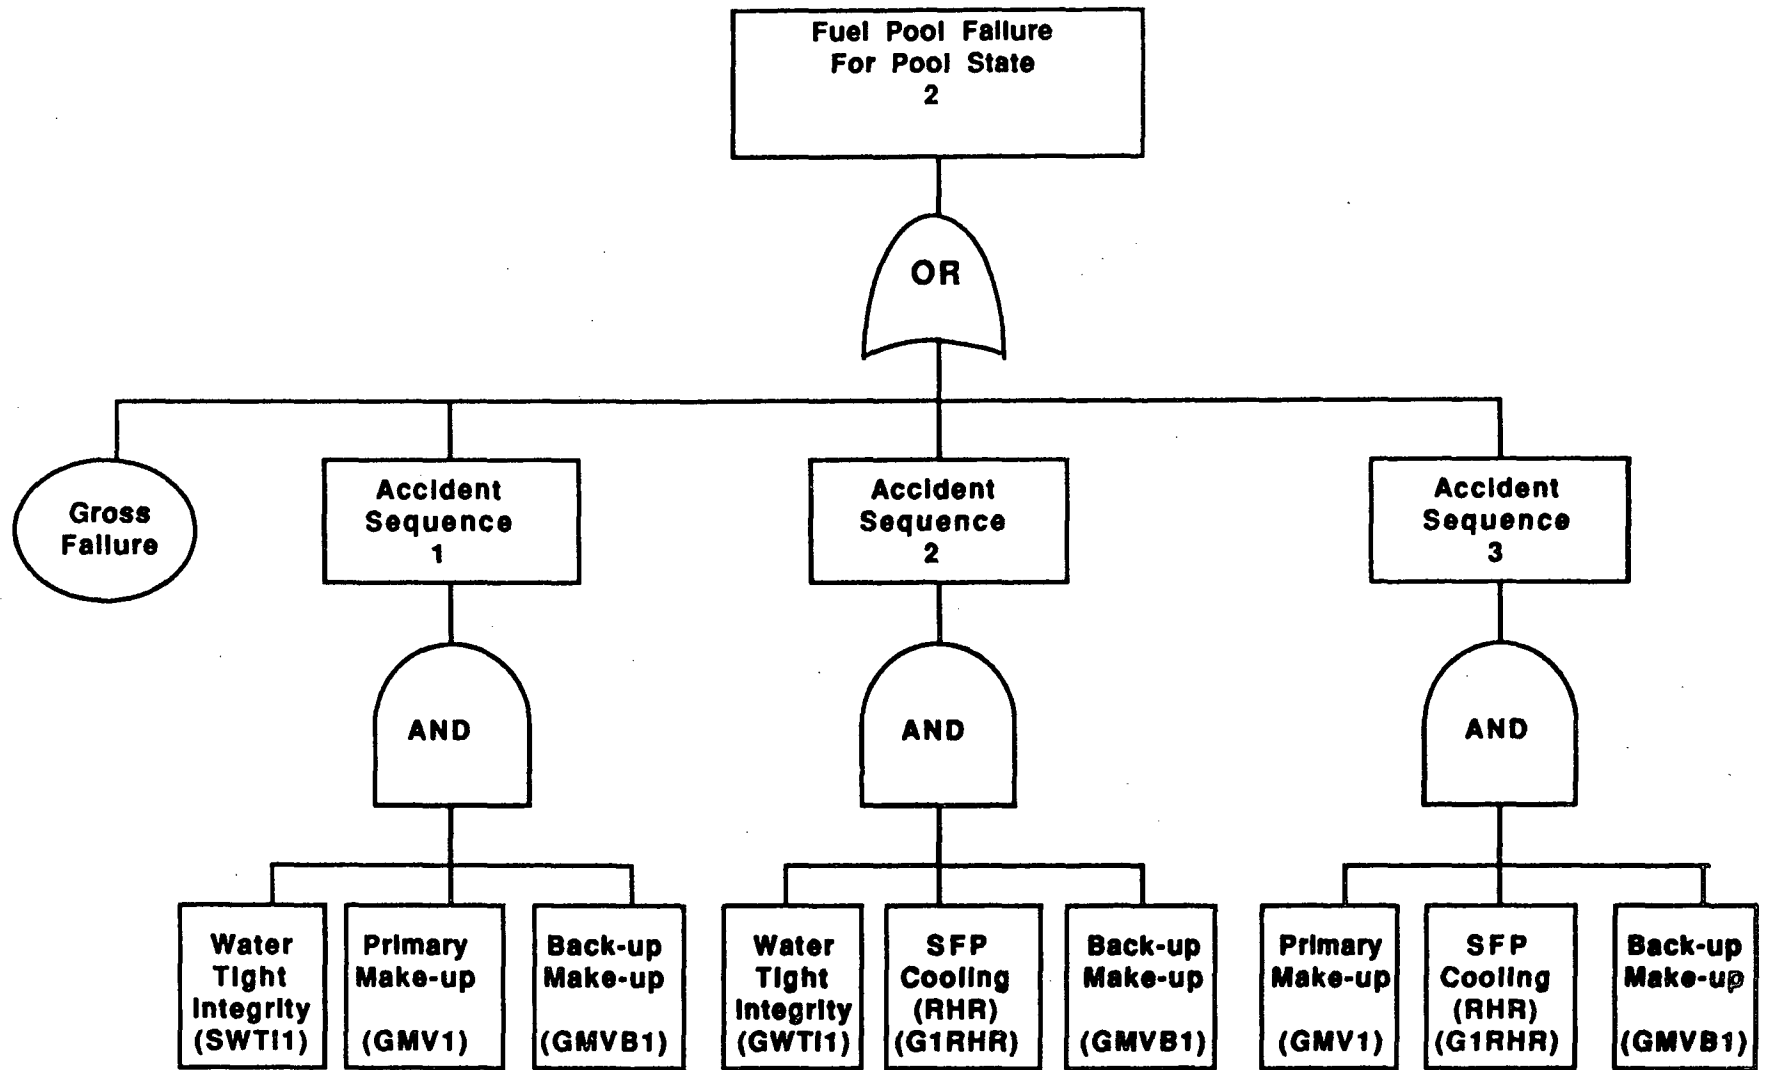 Fuel Pool Failure
For Pool State
2
OR
Gross
Failure
Accident
Sequence
1
Accident
Sequence
2
Accident
Sequence
3
AND
AND
AND
Water
Tight
Integrity
(SWTI1)
Primary
Make-up
(GMV1)
Back-up
Make-up
(GMVB1)
Water
Tight
Integrity
(GWTI1)
SFP
Cooling
(RHR)
(G1RHR)
Back-up
Make-up
(GMVB1)
Primary
Make-up
(GMV1)
SFP
Cooling
(RHR)
(G1RHR)
Back-up
Make-up
(GMVB1)